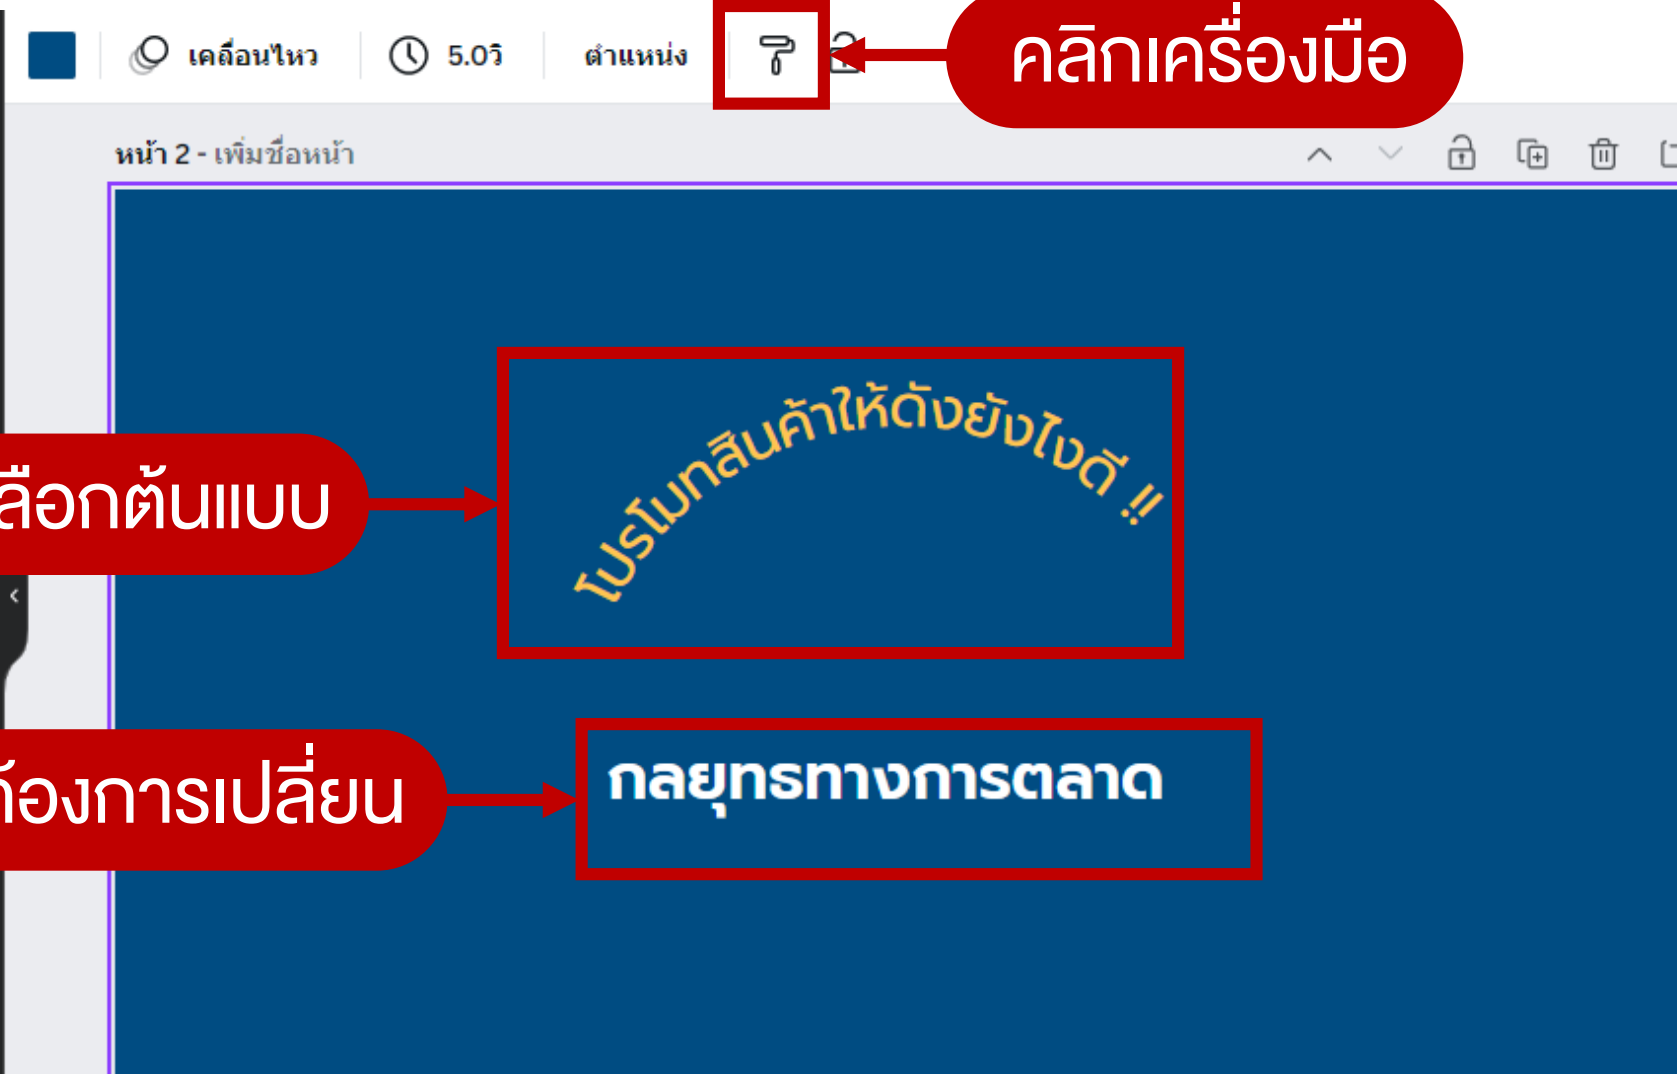 เคลื่อนไหว
5.0วิ
ตำแหน่ง
คลิกเครื่องมือ
หน้า 2 - เพิ่มชื่อหน้า
โปรโมทสินค้าให้ดังยังไงดี !!
ลือกต้นแบบ
กลยุทธทางการตลาด
ต้องการเปลี่ยน